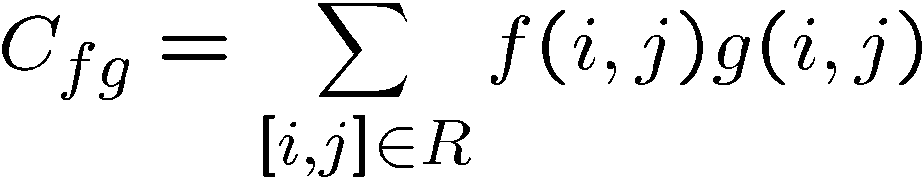 C_{fg} = \sum_{[i,j] \in R} f(i,j)g(i,j)